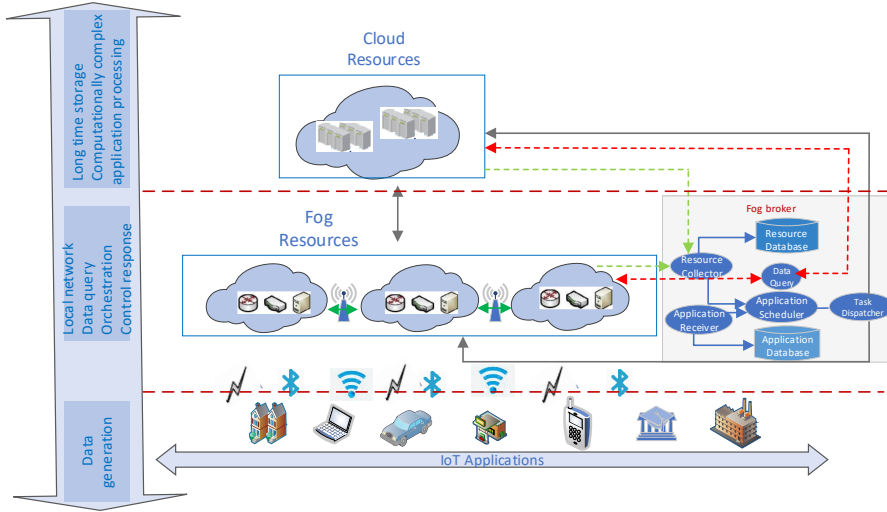 Long time storage
Computationally complex
application processing
Cloud
Resources
Local network
Data query
Orchestration
Control response
Fog
Resources
Fog broker
Resource
Database
Resource
Collector
Data
Query
Application
Scheduler
Task
Dispatcher
Application
Receiver
Application
Database
Data
generation
IoT Applications